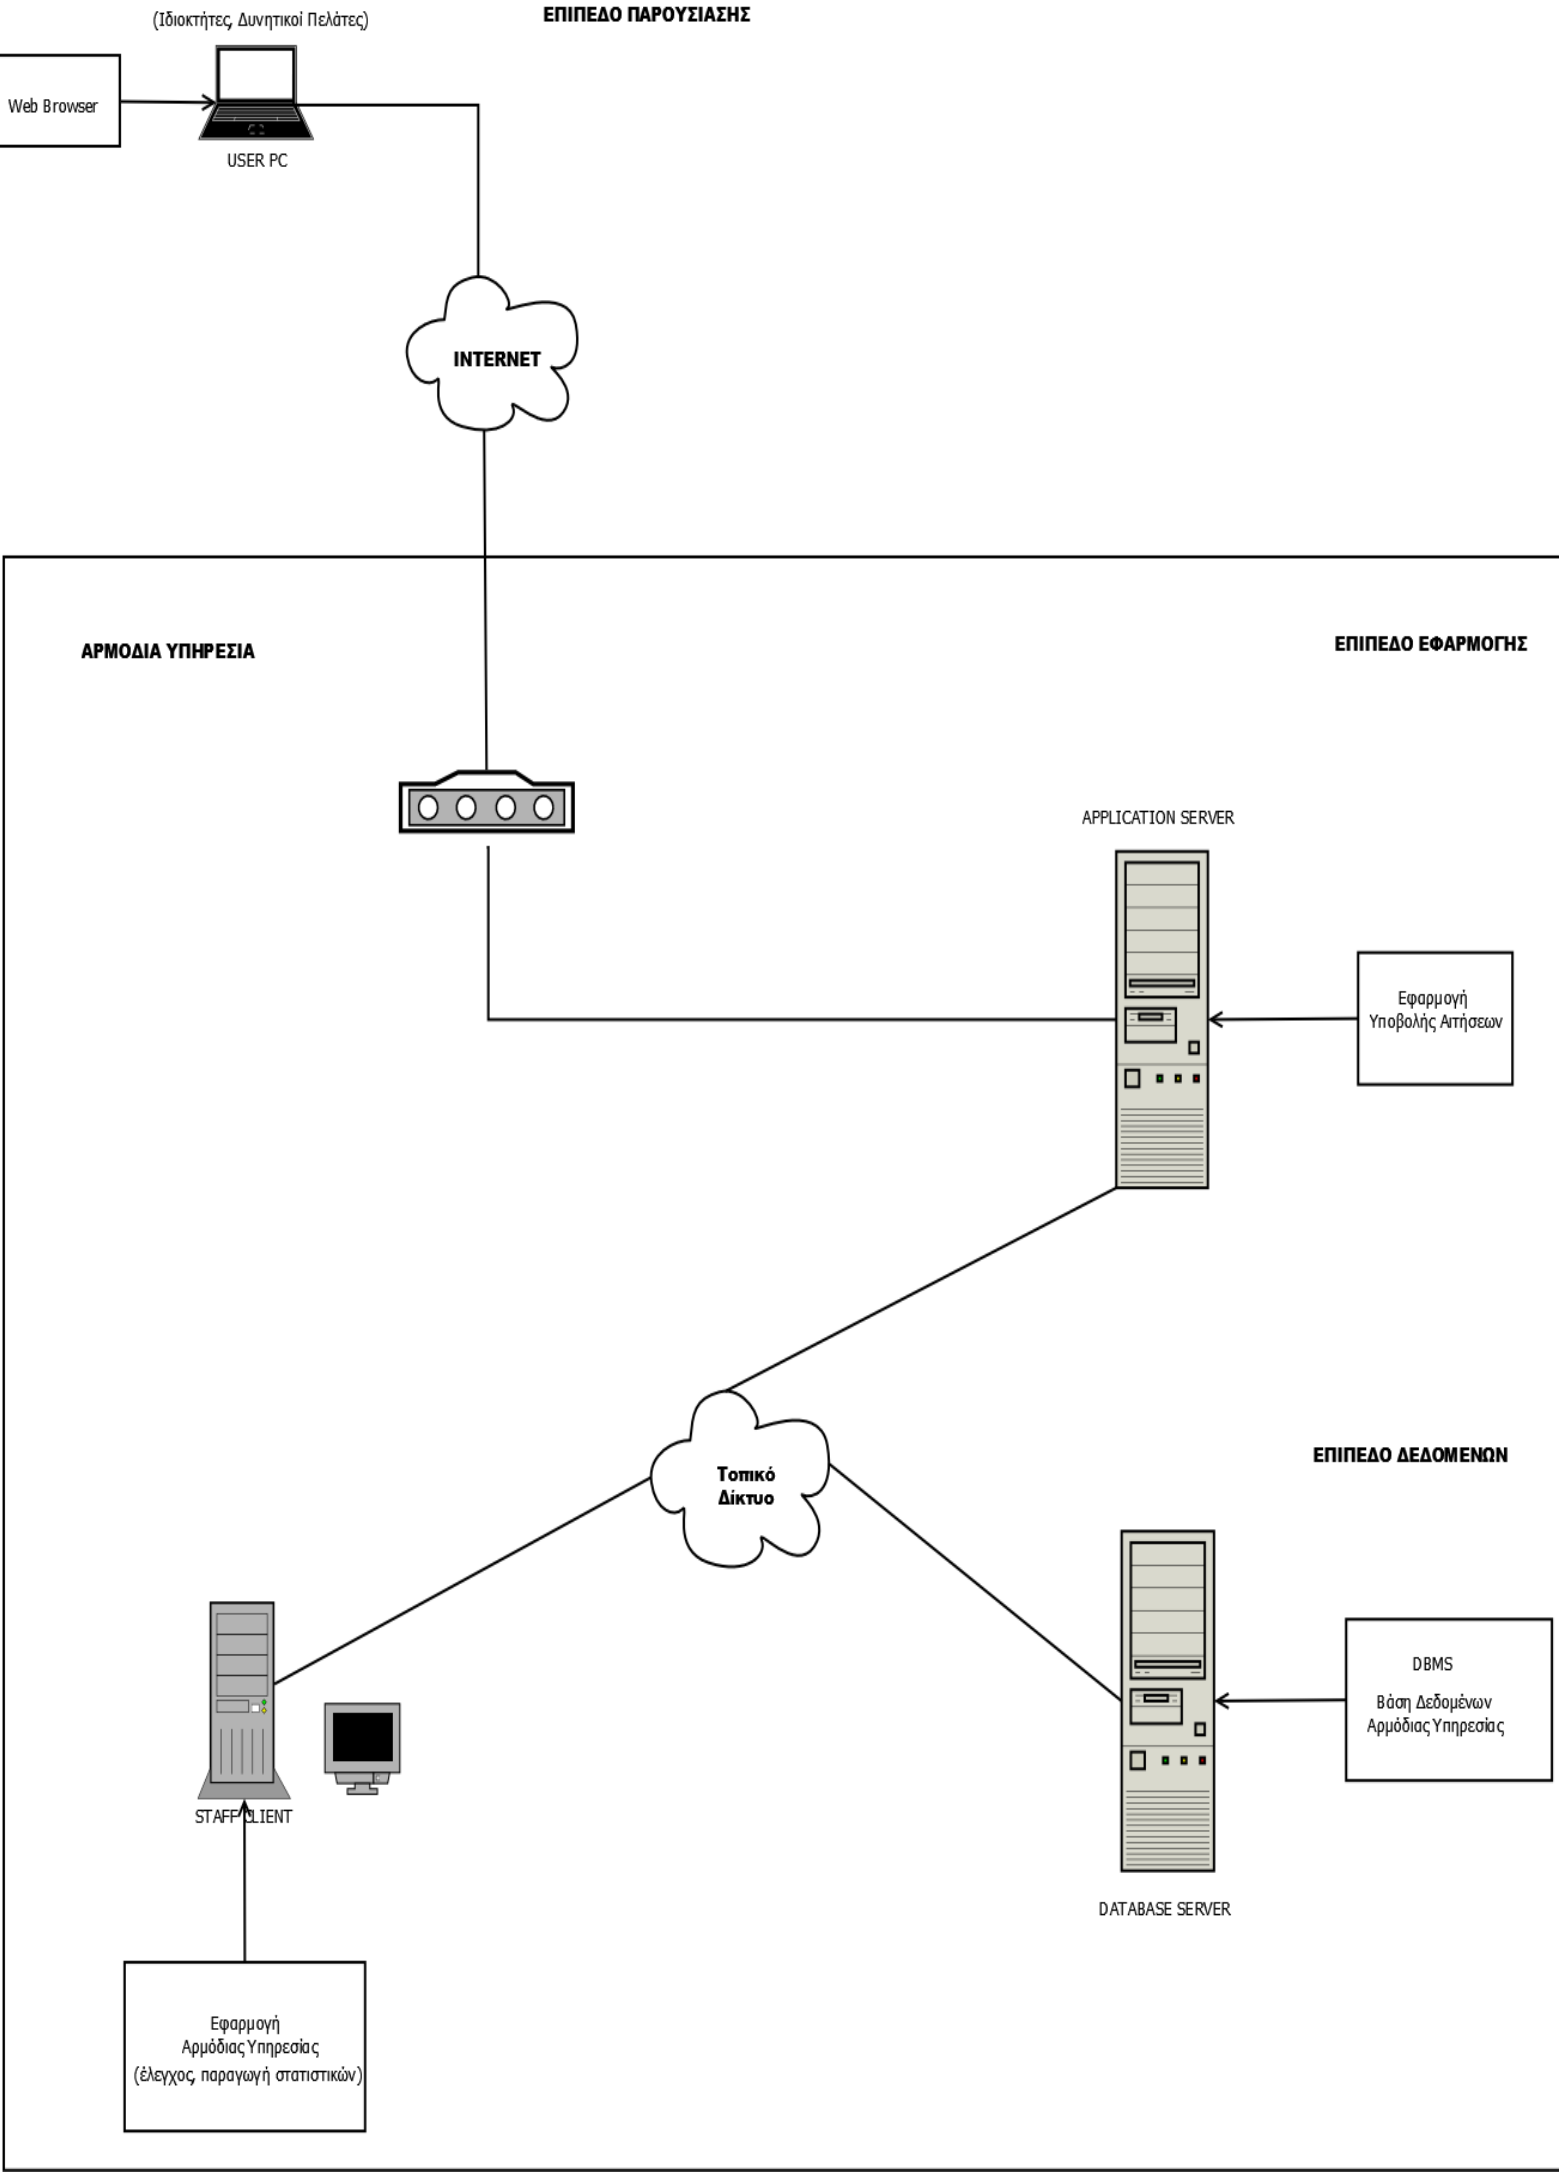 (Ιδιοκτήτες, Δυνητικοί Πελάτες)
ΕΠΙΠΕΔΟ ΠΑΡΟΥΣΙΑΣΗΣ
Web Browser
USER PC
INTERNET
ΑΡΜΟΔΙΑ ΥΠΗΡΕΣΙΑ
ΕΠΙΠΕΔΟ ΕΦΑΡΜΟΓΗΣ
APPLICATION SERVER
Εφαρμογή
Υποβολής Αιτήσεων
Τοπικό
Δίκτυο
ΕΠΙΠΕΔΟ ΔΕΔΟΜΕΝΩΝ
DBMS
Βάση Δεδομένων
Αρμόδιας Υπηρεσίας
STAFF CLIENT
DATABASE SERVER
Εφαρμογή
Αρμόδιας Υπηρεσίας
(έλεγχος, παραγωγή στατιστικών)